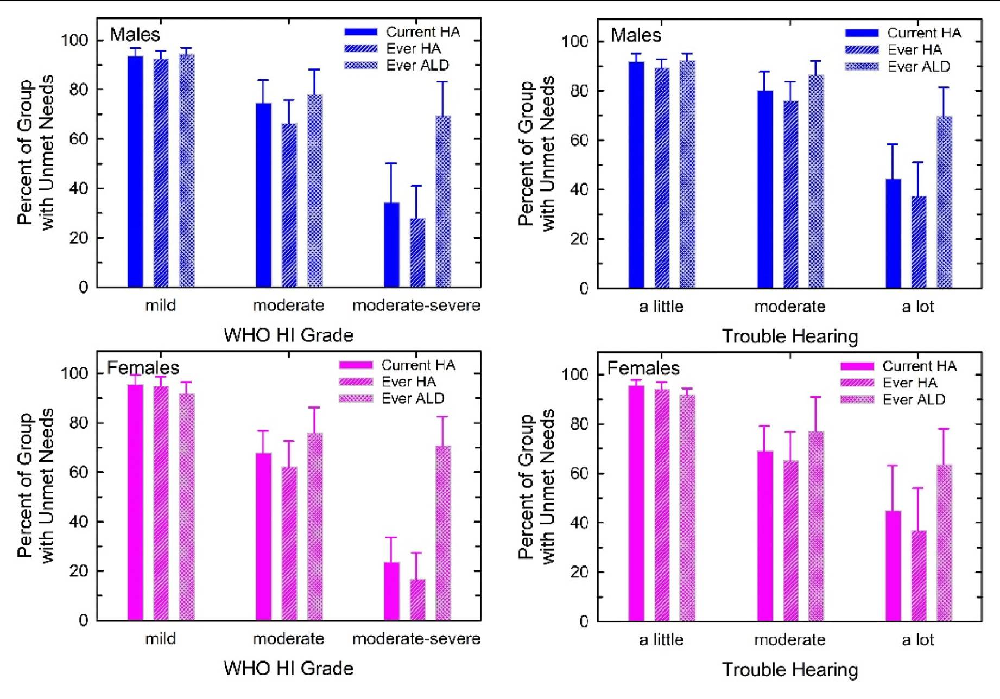 Males
Current HA
Ever HA
Ever ALD
100
80
60
40
20
0
Percent of Group
with Unmet Needs
mild
moderate
moderate-severe
WHO HI Grade
Males
Current HA
Ever HA
Ever ALD
100
80
60
40
20
0
Percent of Group
with Unmet Needs
a little
moderate
a lot
Trouble Hearing
Females
Current HA
Ever HA
Ever ALD
100
80
60
40
20
0
Percent of Group
with Unmet Needs
mild
moderate
moderate-severe
WHO HI Grade
Females
Current HA
Ever HA
Ever ALD
100
80
60
40
20
0
Percent of Group
with Unmet Needs
a little
moderate
a lot
Trouble Hearing